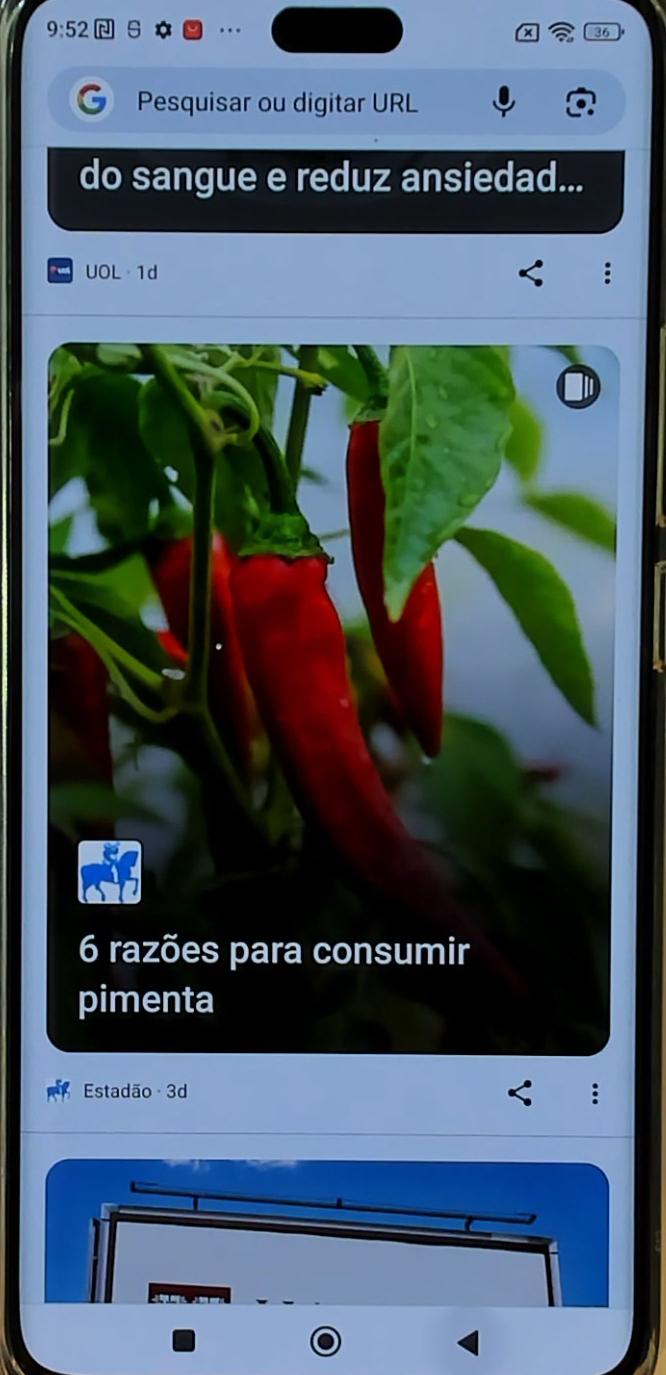 9:52
36
Pesquisar ou digitar URL
do sangue e reduz ansiedad...
UOL · 1d
6 razões para consumir
pimenta
Estadão · 3d